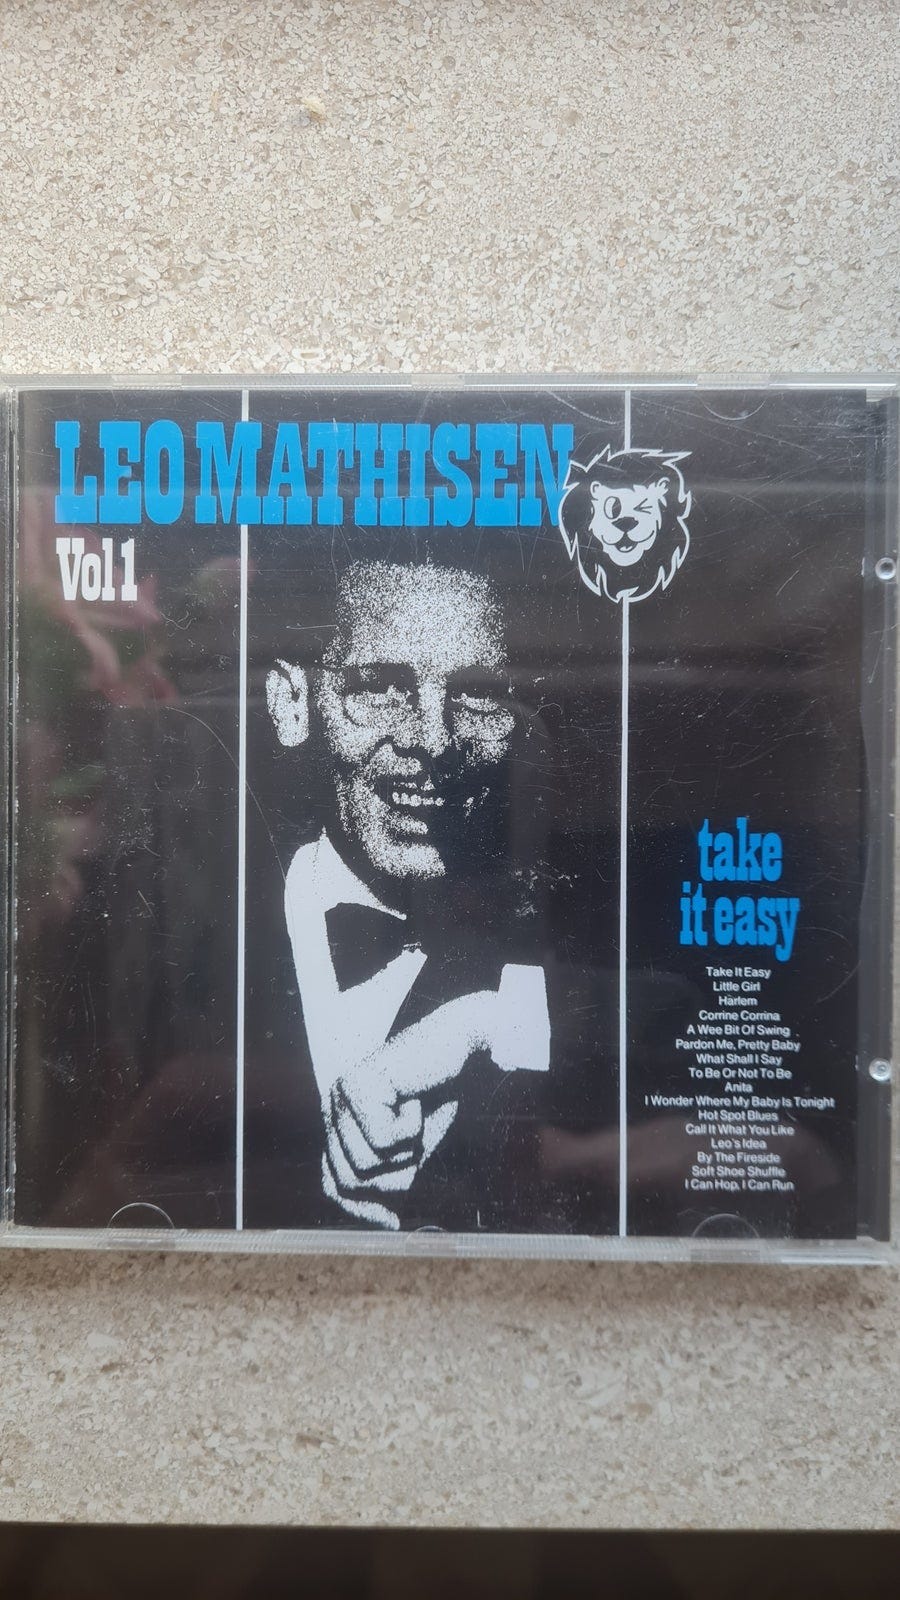 LEO MATHISEN
Vol 1
take
it easy
Take It Easy
Little Girl
Harlem
Corrine Corrina
A Wee Bit Of Swing
Pardon Me, Pretty Baby
What Shall I Say
To Be Or Not To Be
Anita
I Wonder Where My Baby Is Tonight
Hot Spot Blues
Call It What You Like
Leo's Idea
By The Fireside
Soft Shoe Shuffle
I Can Hop, I Can Run